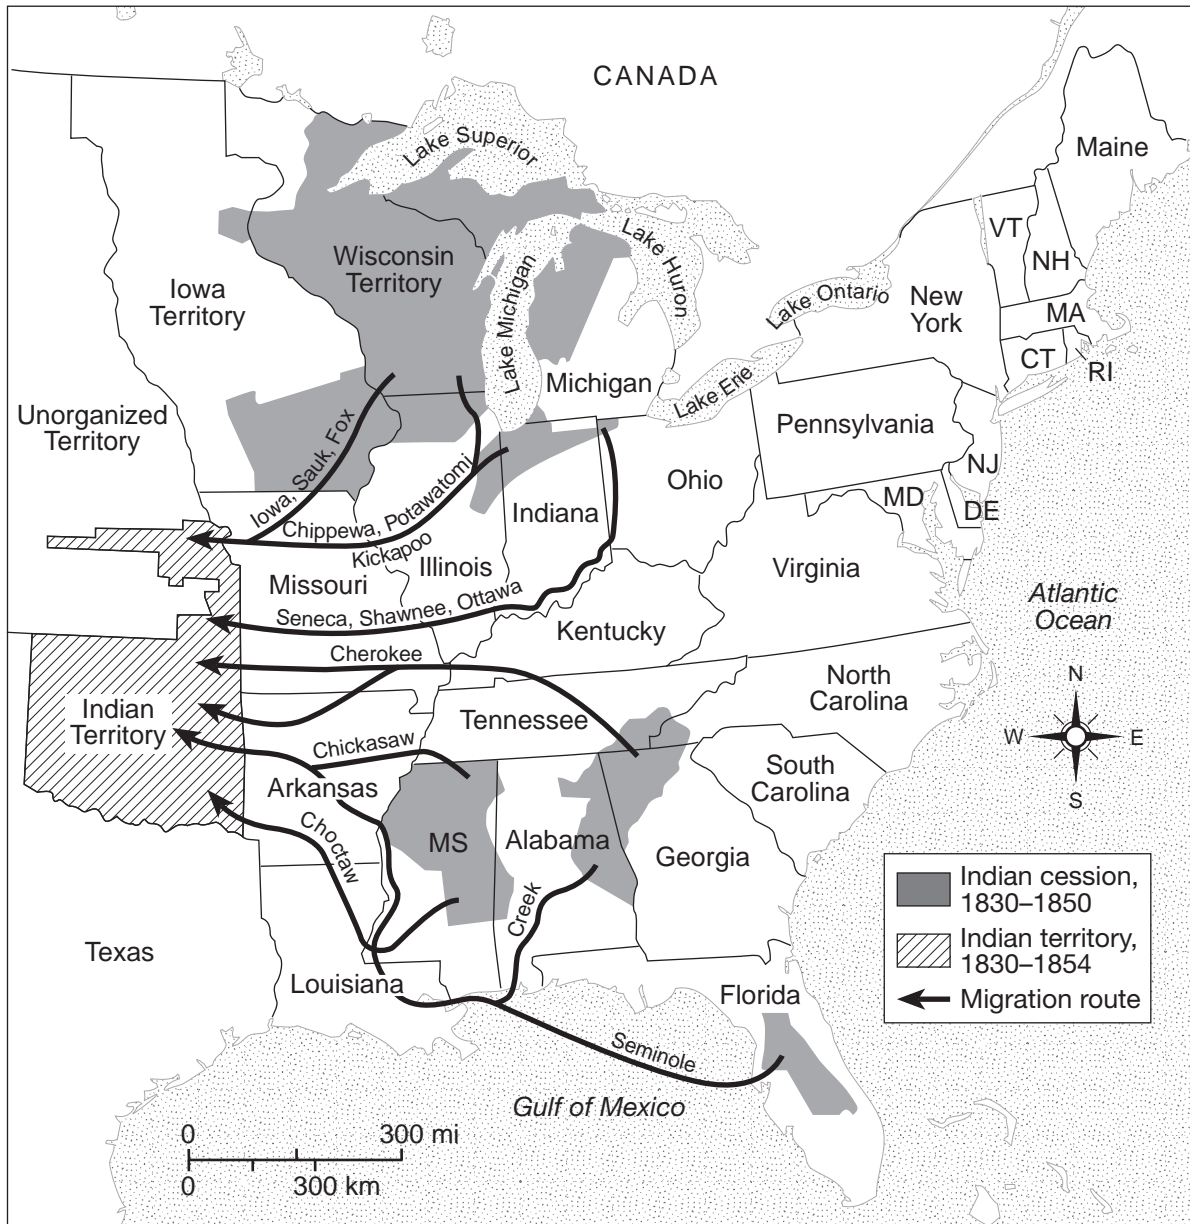 CANADA
Lake Superior
Maine
VT
NH
Lake Huron
Wisconsin
Territory
Lake Michigan
Iowa
Territory
Lake Ontario
New
York
MA
CT
RI
Michigan
Lake Erie
Unorganized
Territory
Pennsylvania
NJ
Iowa, Sauk, Fox
Chippewa, Potawatomi
Kickapoo
Ohio
MD
DE
Indiana
Illinois
Missouri
Virginia
Seneca, Shawnee, Ottawa
Atlantic
Ocean
Kentucky
Cherokee
North
Carolina
N
W
E
S
Indian
Territory
Tennessee
Chickasaw
South
Carolina
Arkansas
Choctaw
MS
Alabama
Georgia
Creek
Indian cession,
1830–1850
Indian territory,
1830–1854
Migration route
Texas
Louisiana
Florida
Seminole
Gulf of Mexico
0
300 mi
0
300 km